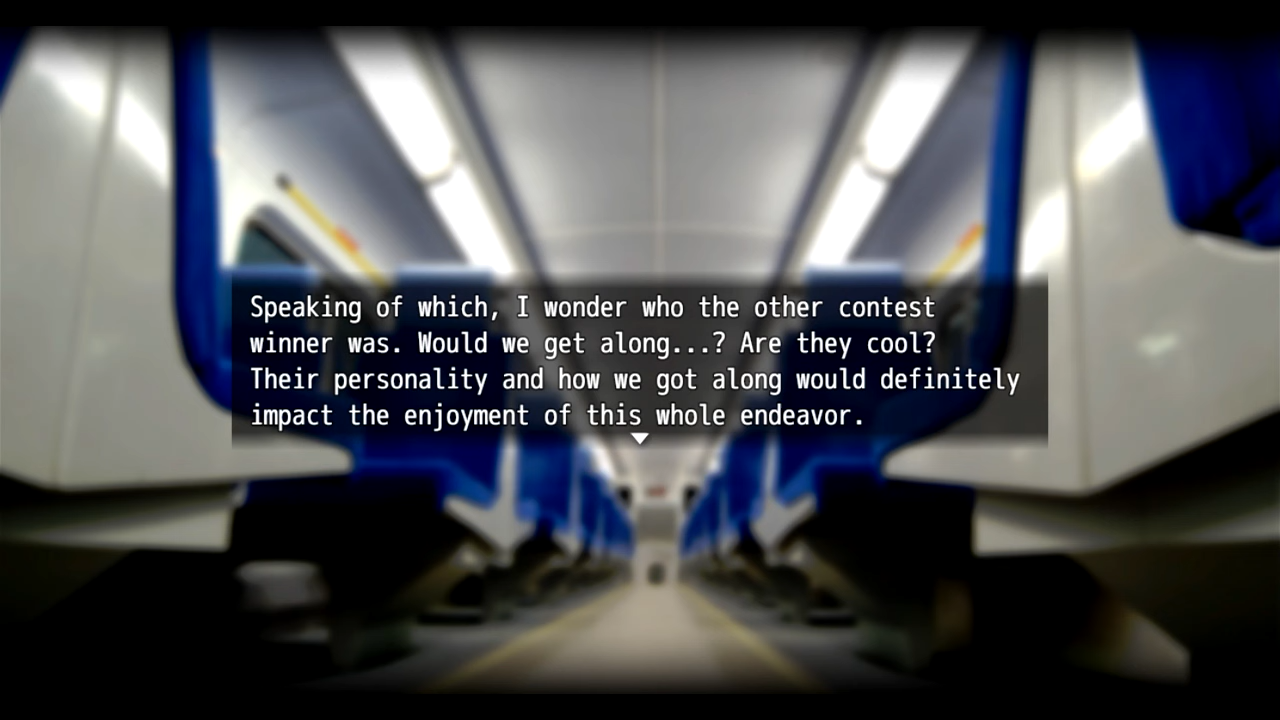 Speaking of which, I wonder who the other contest
winner was. Would we get along...? Are they cool?
Their personality and how we got along would definitely
impact the enjoyment of this whole endeavor.